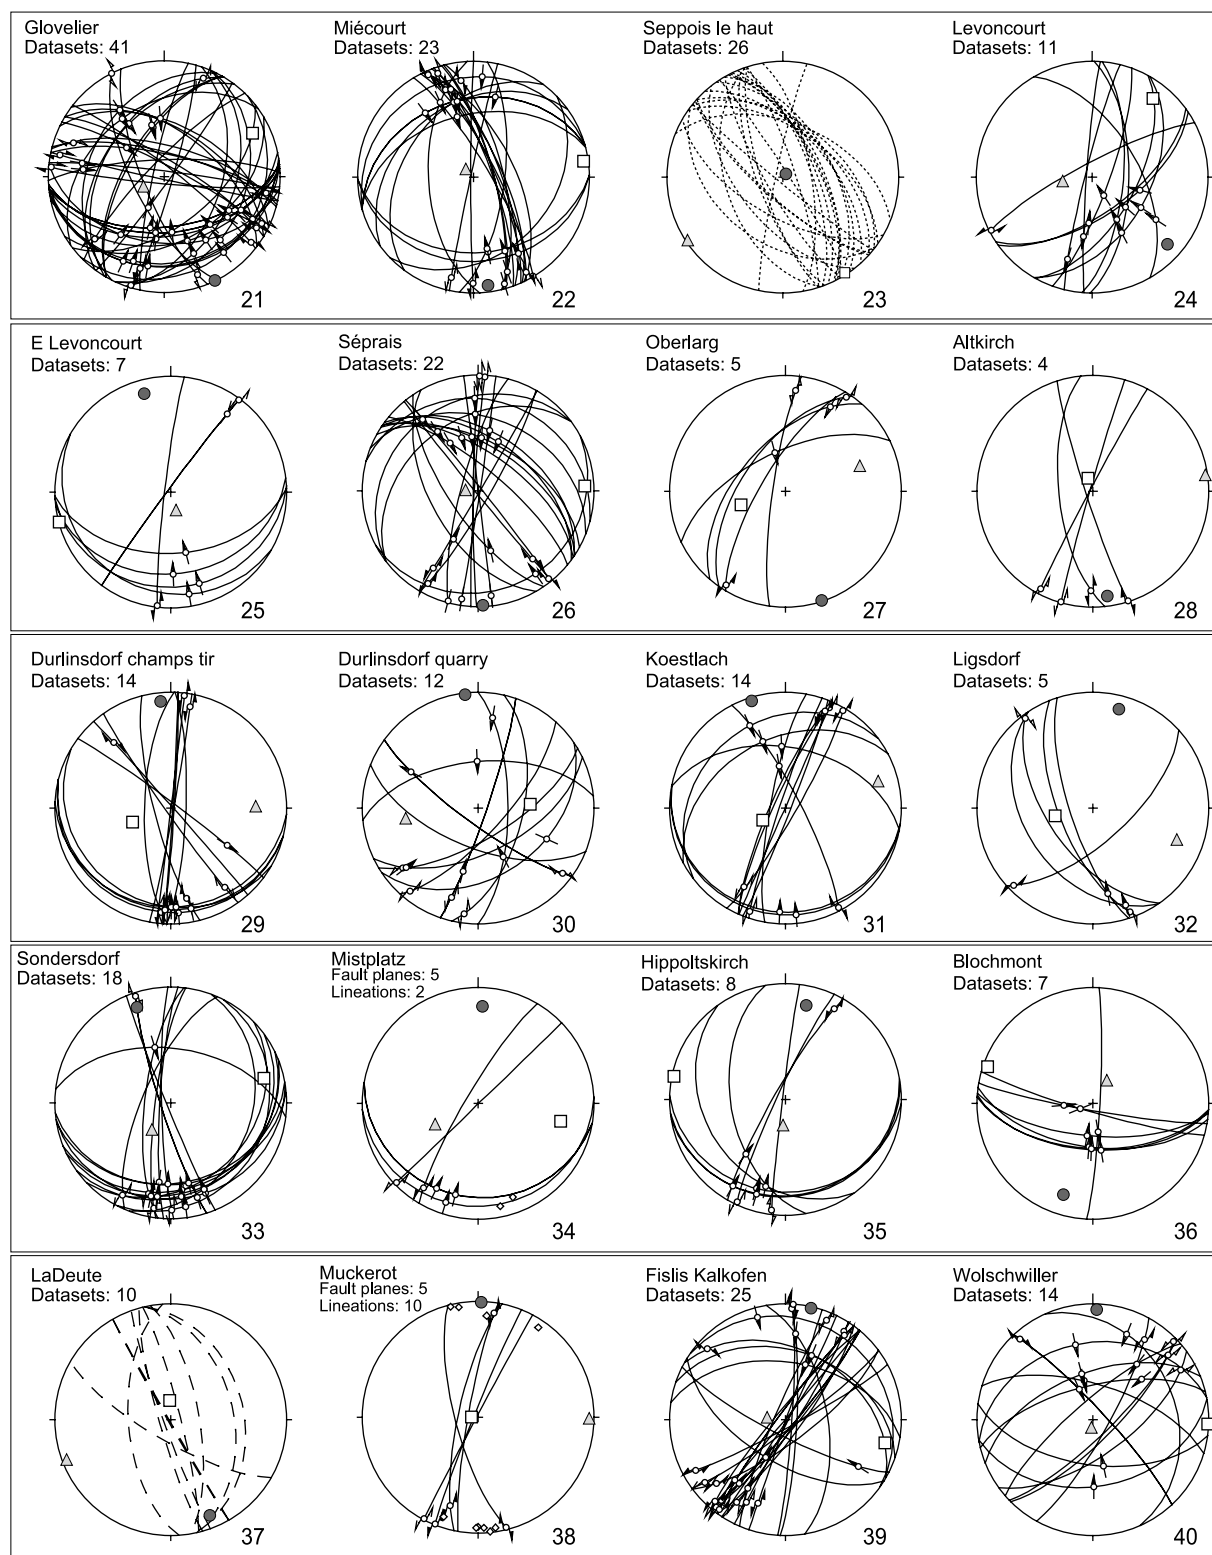 Glovelier
Datasets: 41
21
Miécourt
Datasets: 23
22
Seppois le haut
Datasets: 26
23
Levoncourt
Datasets: 11
24
E Levoncourt
Datasets: 7
25
Séprais
Datasets: 22
26
Oberlarg
Datasets: 5
27
Altkirch
Datasets: 4
28
Durlinsdorf champs tir
Datasets: 14
29
Durlinsdorf quarry
Datasets: 12
30
Koestlach
Datasets: 14
31
Ligsdorf
Datasets: 5
32
Sondersdorf
Datasets: 18
33
Mistplatz
Fault planes: 5
Lineations: 2
34
Hippoltskirch
Datasets: 8
35
Blochmont
Datasets: 7
36
LaDeute
Datasets: 10
37
Muckerot
Fault planes: 5
Lineations: 10
38
Fislis Kalkofen
Datasets: 25
39
Wolschwiller
Datasets: 14
40